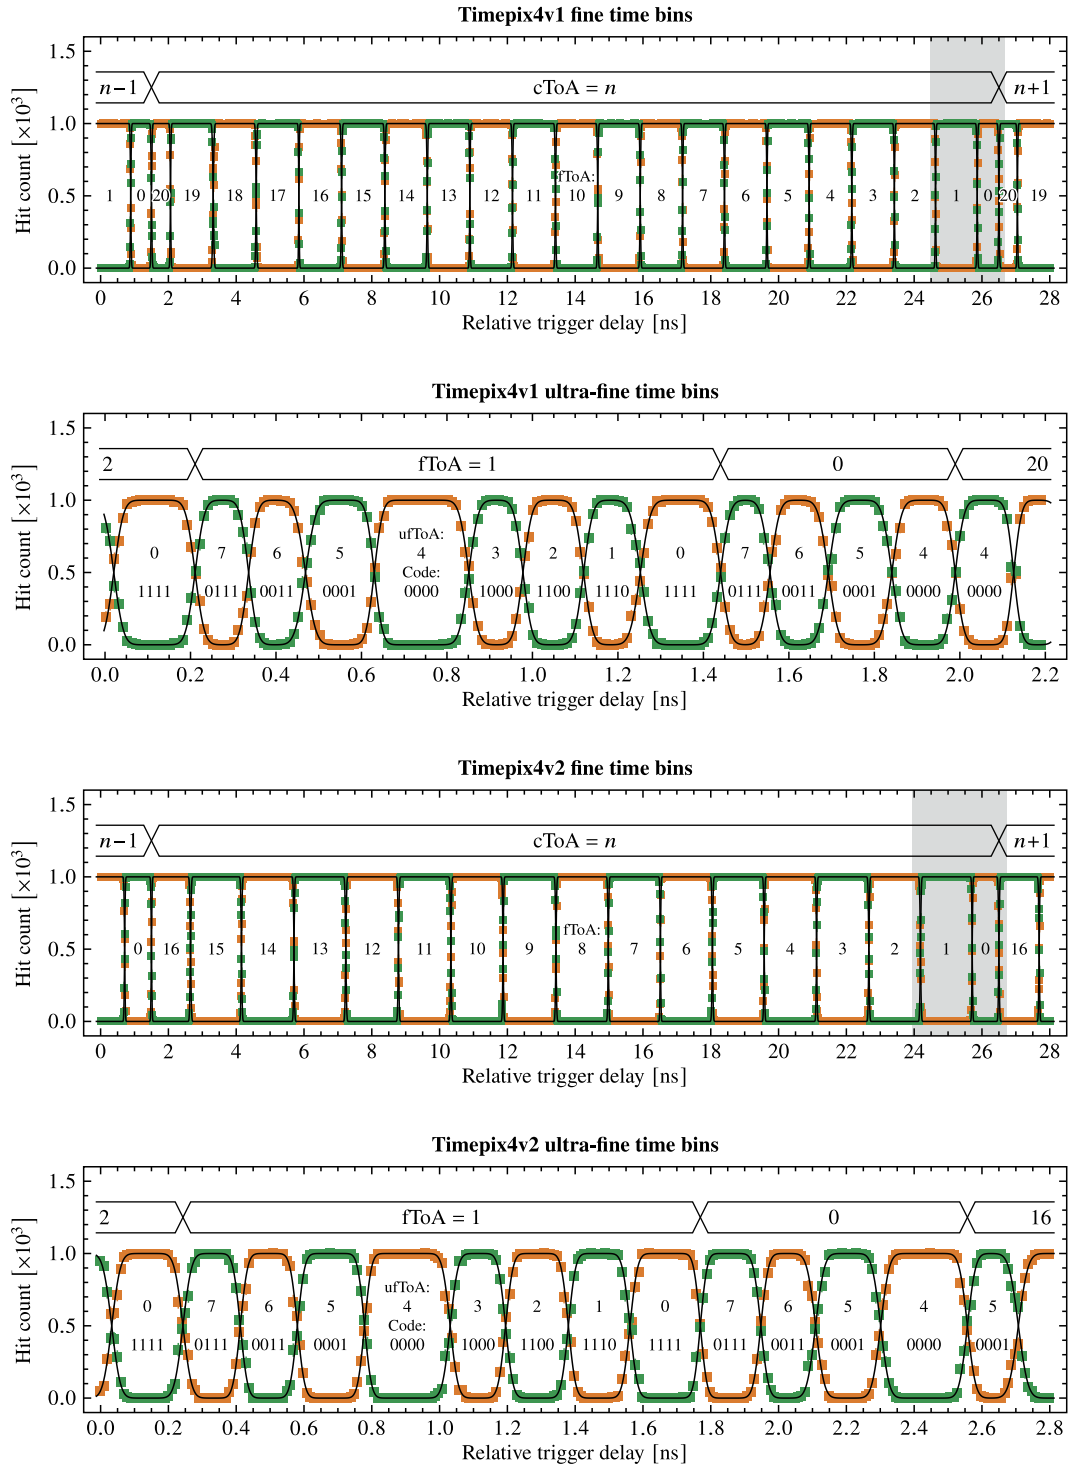 Timepix4v1 fine time bins
Hit count [×10³]
1.5
1.0
0.5
0.0
n−1 cToA = n n+1
fToA:
1 0 20 19 18 17 16 15 14 13 12 11 10 9 8 7 6 5 4 3 2 1 0 20 19
0 2 4 6 8 10 12 14 16 18 20 22 24 26 28
Relative trigger delay [ns]
Timepix4v1 ultra-fine time bins
Hit count [×10³]
1.5
1.0
0.5
0.0
2 fToA = 1 0 20
ufToA:
0 7 6 5 4 3 2 1 0 7 6 5 4 4
Code:
1111 0111 0011 0001 0000 1000 1100 1110 1111 0111 0011 0001 0000 0000
0.0 0.2 0.4 0.6 0.8 1.0 1.2 1.4 1.6 1.8 2.0 2.2
Relative trigger delay [ns]
Timepix4v2 fine time bins
Hit count [×10³]
1.5
1.0
0.5
0.0
n−1 cToA = n n+1
fToA:
0 16 15 14 13 12 11 10 9 8 7 6 5 4 3 2 1 0 16
0 2 4 6 8 10 12 14 16 18 20 22 24 26 28
Relative trigger delay [ns]
Timepix4v2 ultra-fine time bins
Hit count [×10³]
1.5
1.0
0.5
0.0
2 fToA = 1 0 16
ufToA:
0 7 6 5 4 3 2 1 0 7 6 5 4 5
Code:
1111 0111 0011 0001 0000 1000 1100 1110 1111 0111 0011 0001 0000 0001
0.0 0.2 0.4 0.6 0.8 1.0 1.2 1.4 1.6 1.8 2.0 2.2 2.4 2.6 2.8
Relative trigger delay [ns]